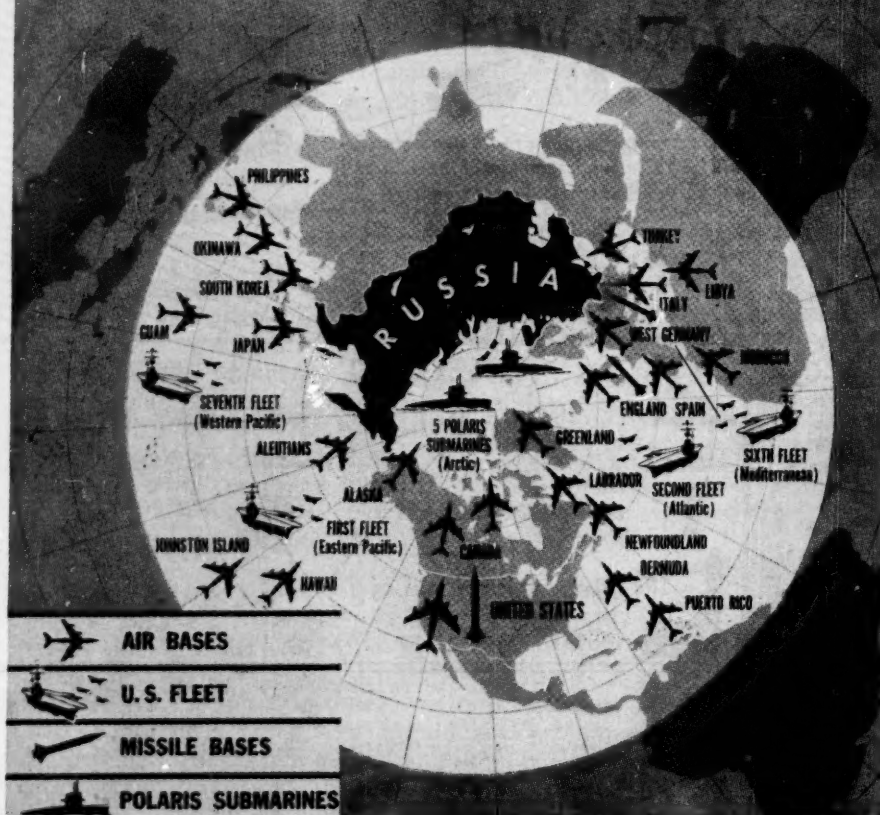 PHILIPPINES
OKINAWA
SOUTH KOREA
GUAM
JAPAN
SEVENTH FLEET
(Western Pacific)
RUSSIA
TURKEY
LIBYA
ITALY
WEST GERMANY
ENGLAND
SPAIN
SIXTH FLEET
(Mediterranean)
5 POLARIS
SUBMARINES
(Arctic)
GREENLAND
ALEUTIANS
ALASKA
LABRADOR
SECOND FLEET
(Atlantic)
FIRST FLEET
(Eastern Pacific)
NEWFOUNDLAND
JOHNSTON ISLAND
HAWAII
CANADA
BERMUDA
PUERTO RICO
UNITED STATES
AIR BASES
U. S. FLEET
MISSILE BASES
POLARIS SUBMARINES